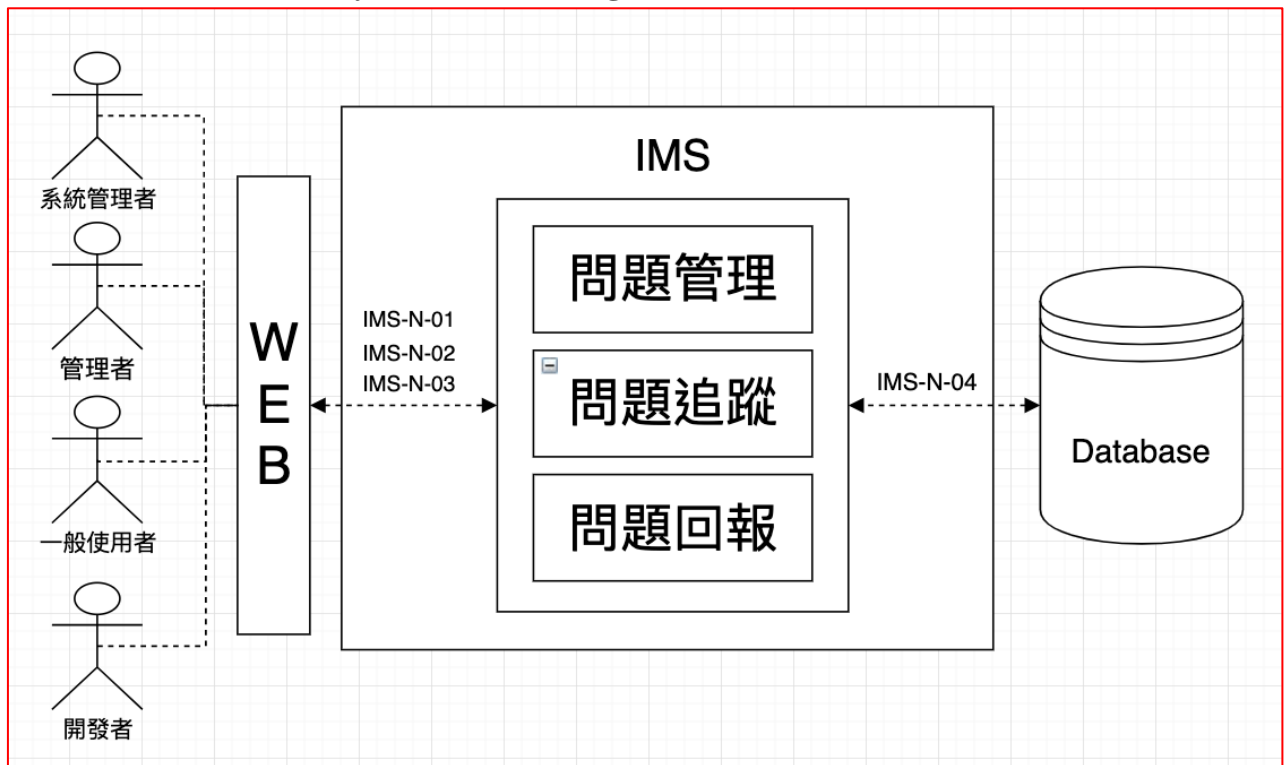 系統管理者
管理者
一般使用者
開發者
W
E
B
IMS
IMS-N-01
IMS-N-02
IMS-N-03
問題管理
問題追蹤
問題回報
IMS-N-04
Database